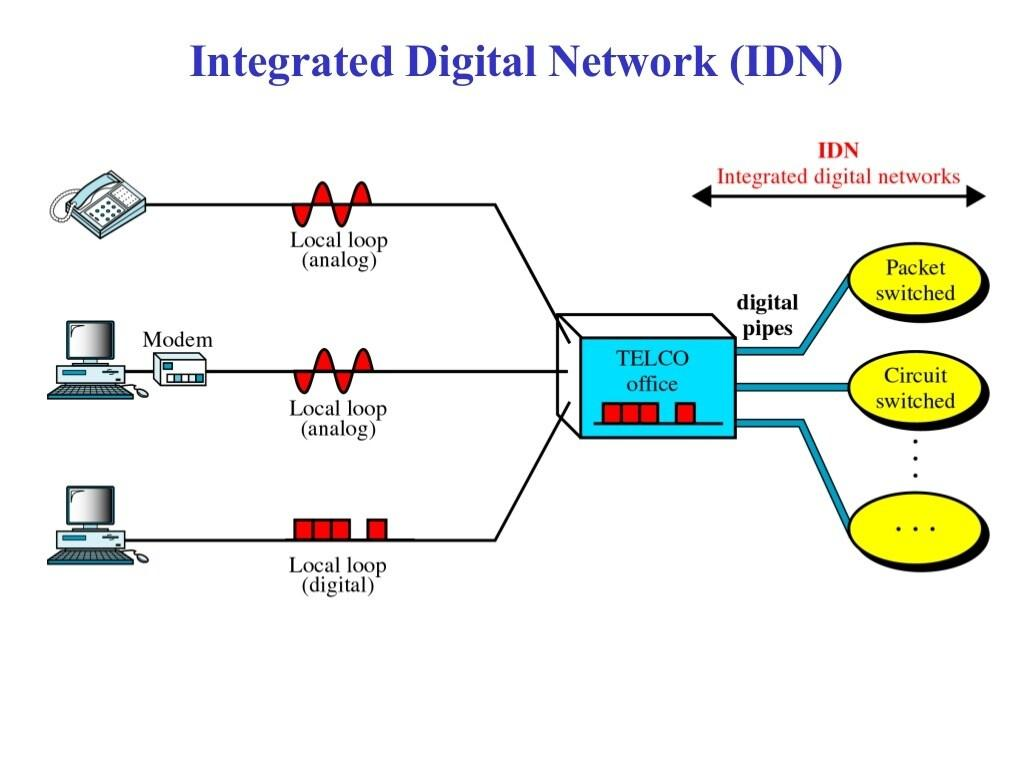 Integrated Digital Network (IDN)
IDN
Integrated digital networks
Local loop
(analog)
Packet
switched
digital
pipes
Modem
TELCO
office
Circuit
switched
Local loop
(analog)
. . .
Local loop
(digital)